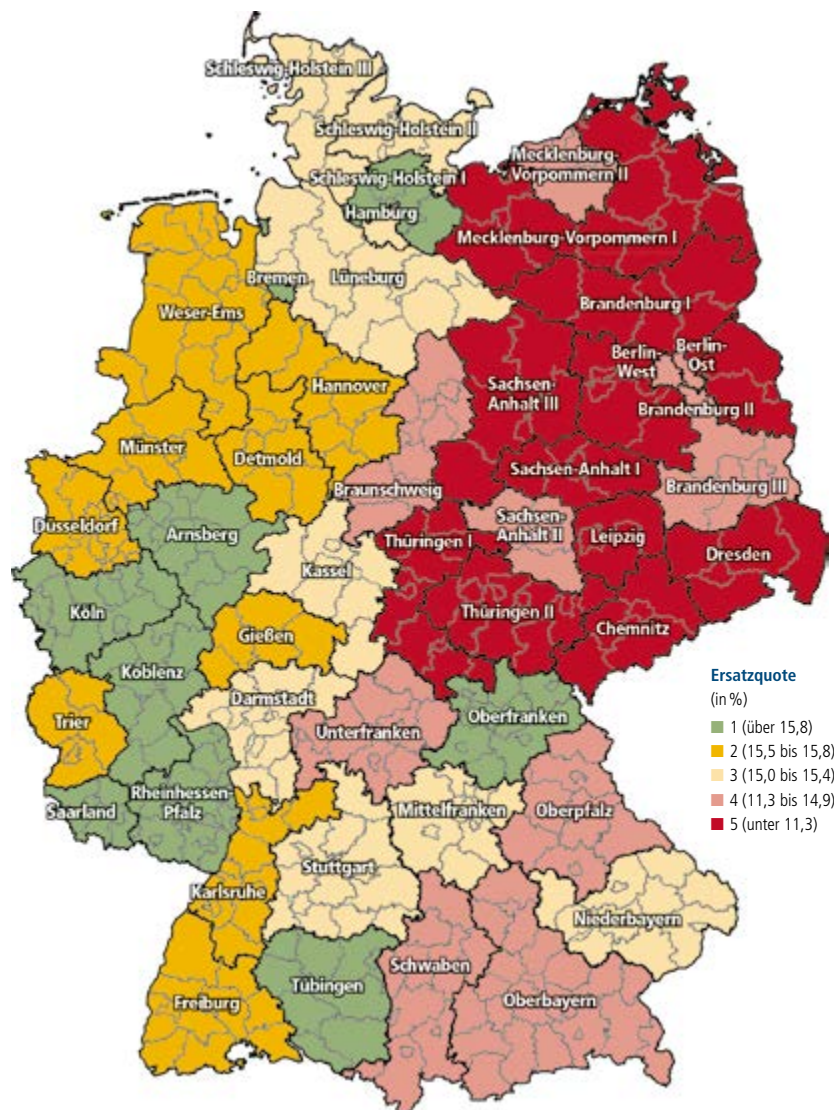 Schleswig-Holstein III
Schleswig-Holstein II
Mecklenburg-
Vorpommern II
Schleswig-Holstein I
Hamburg
Mecklenburg-Vorpommern I
Bremen
Lüneburg
Weser-Ems
Brandenburg I
Berlin-
West
Berlin-
Ost
Hannover
Sachsen-
Anhalt III
Brandenburg II
Münster
Detmold
Sachsen-Anhalt I
Braunschweig
Brandenburg III
Düsseldorf
Arnsberg
Sachsen-
Anhalt II
Thüringen I
Leipzig
Dresden
Kassel
Köln
Thüringen II
Chemnitz
Gießen
Koblenz
Darmstadt
Trier
Unterfranken
Oberfranken
Ersatzquote
(in %)
1 (über 15,8)
2 (15,5 bis 15,8)
3 (15,0 bis 15,4)
4 (11,3 bis 14,9)
5 (unter 11,3)
Saarland
Rheinhessen-
Pfalz
Mittelfranken
Oberpfalz
Stuttgart
Karlsruhe
Niederbayern
Schwaben
Tübingen
Freiburg
Oberbayern